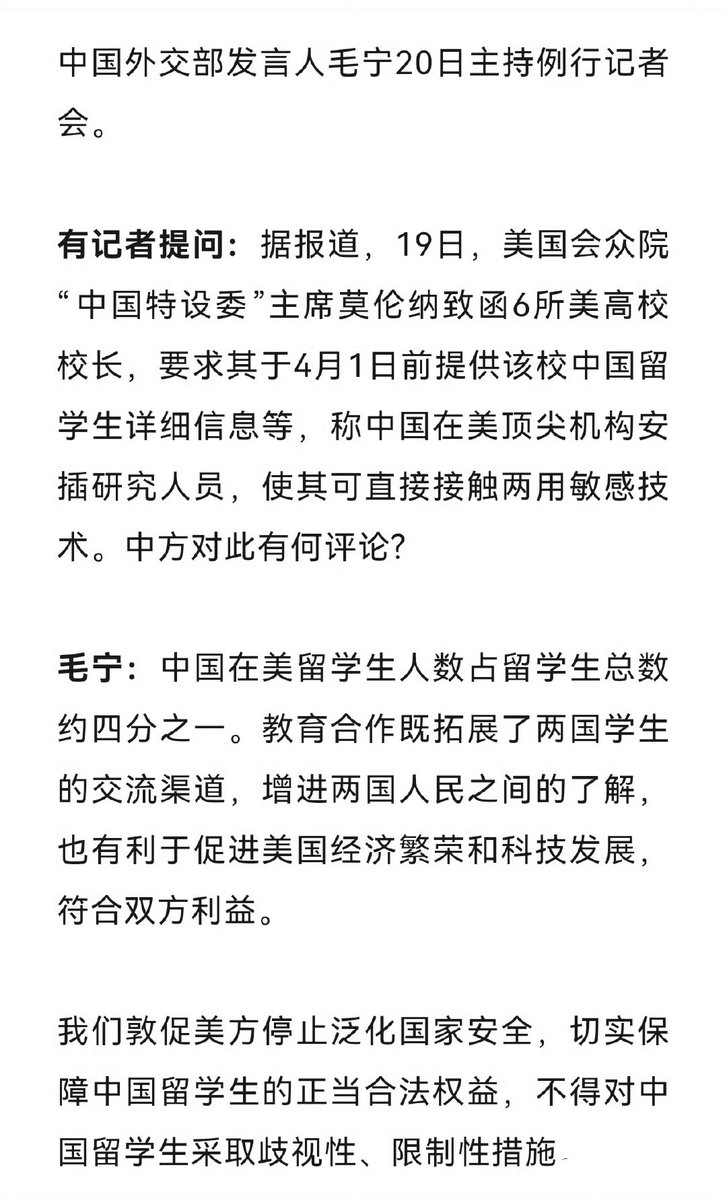 中国外交部发言人毛宁20日主持例行记者
会。
有记者提问：据报道，19日，美国会众院
“中国特设委”主席莫伦纳致函6所美高校
校长，要求其于4月1日前提供该校中国留
学生详细信息等，称中国在美顶尖机构安
插研究人员，使其可直接接触两用敏感技
术。中方对此有何评论？
毛宁：中国在美留学生人数占留学生总数
约四分之一。教育合作既拓展了两国学生
的交流渠道，增进两国人民之间的了解，
也有利于促进美国经济繁荣和科技发展，
符合双方利益。
我们敦促美方停止泛化国家安全，切实保
障中国留学生的正当合法权益，不得对中
国留学生采取歧视性、限制性措施